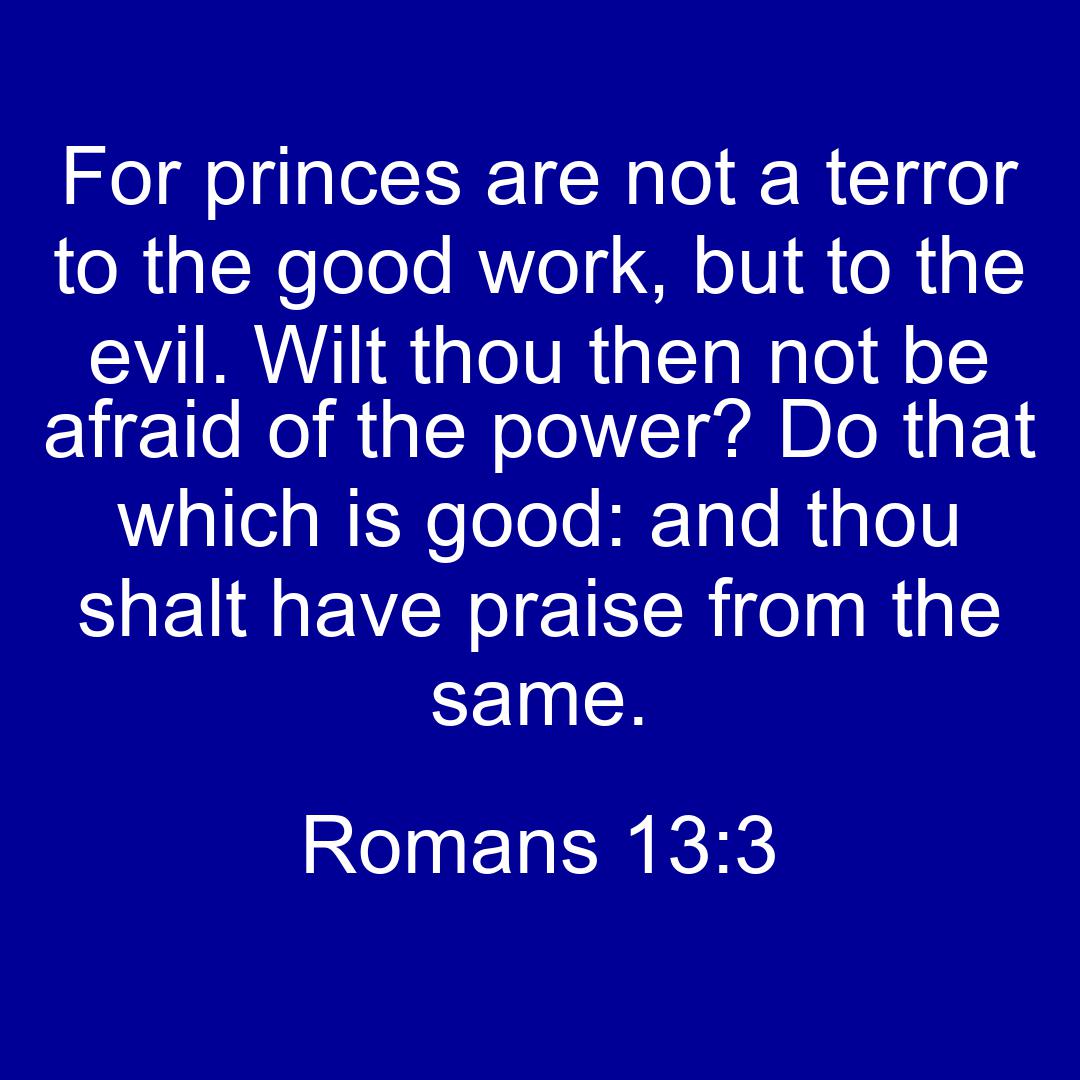 For princes are not a terror
to the good work, but to the
evil. Wilt thou then not be
afraid of the power? Do that
which is good: and thou
shalt have praise from the
same.
Romans 13:3